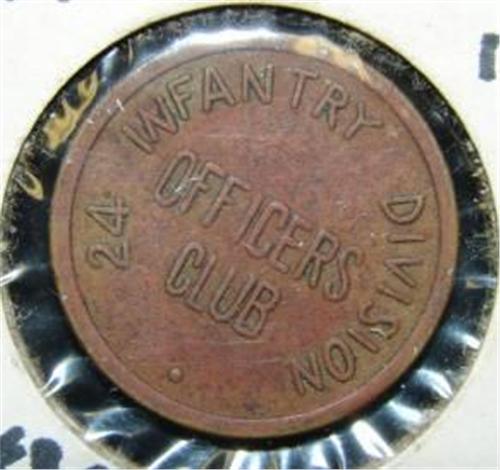 24 INFANTRY DIVISION
OFFICERS
CLUB